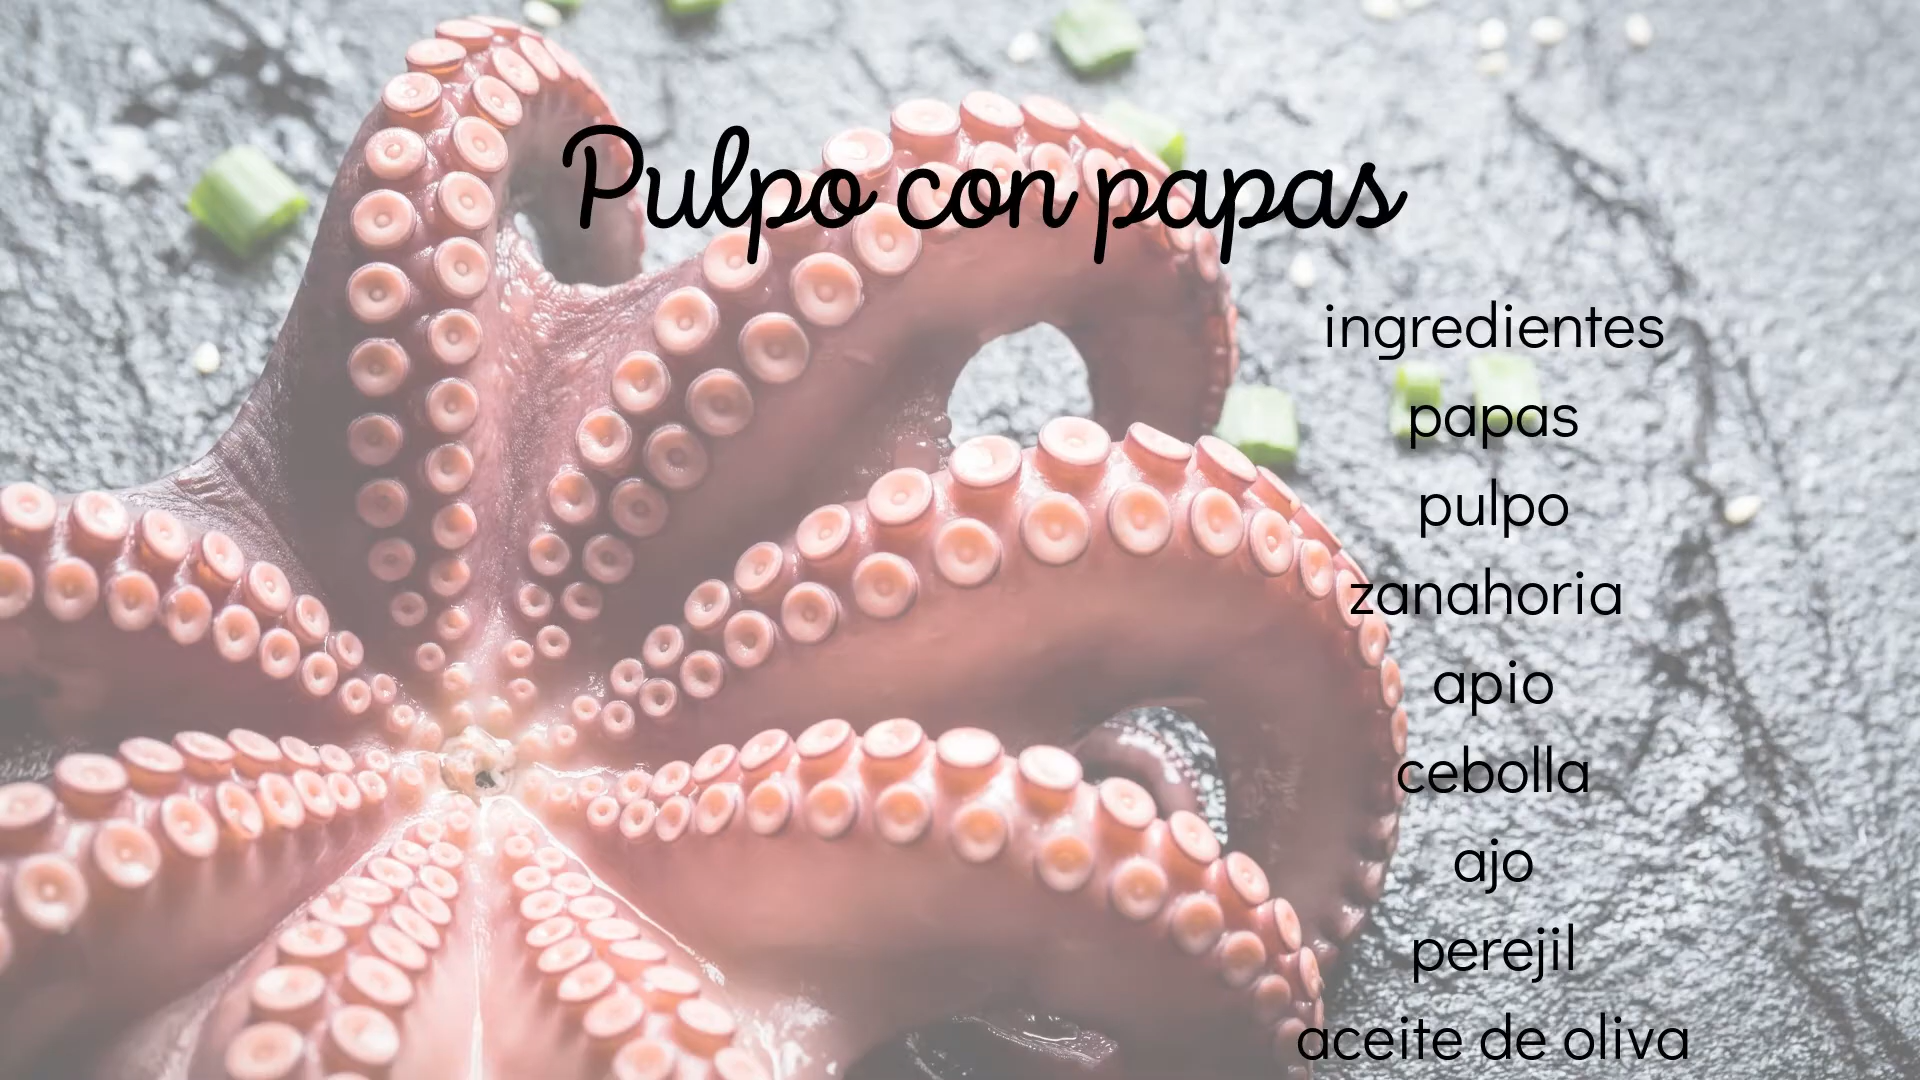 Pulpo con papas
ingredientes
papas
pulpo
zanahoria
apio
cebolla
ajo
perejil
aceite de oliva